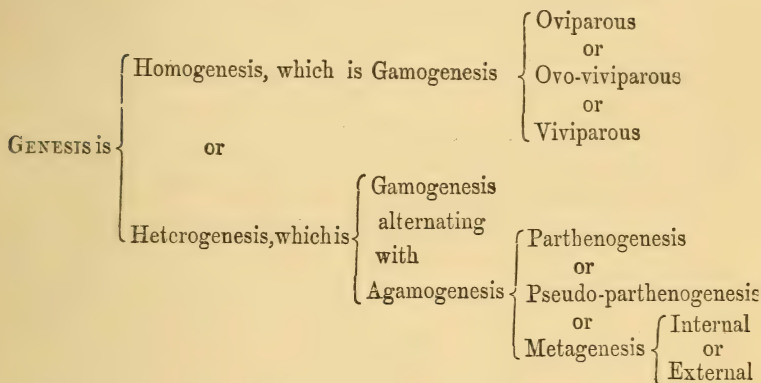 Oviparous
or
Homogenesis, which is Gamogenesis Ovo-viviparous
or
Viviparous
GENESIS is or
Gamogenesis
alternating
Heterogenesis, which is with Parthenogenesis
or
Agamogenesis Pseudo-parthenogenesis
or Internal
Metagenesis or
External